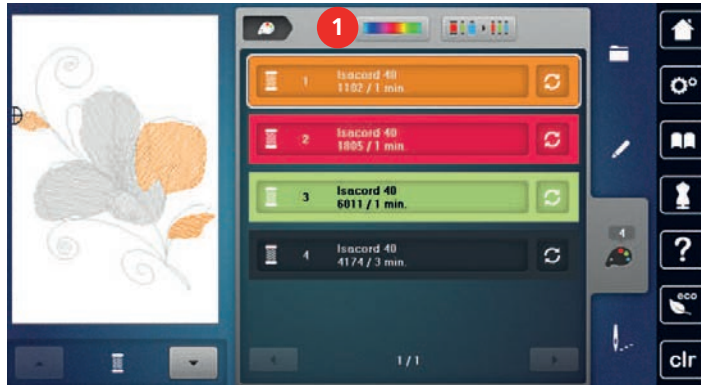 1
1 Isacord 40
1102 / 1 min.
2 Isacord 40
1805 / 1 min.
3 Isacord 40
6011 / 1 min.
4 Isacord 40
4174 / 3 min.
1/1
4
?
eco
clr